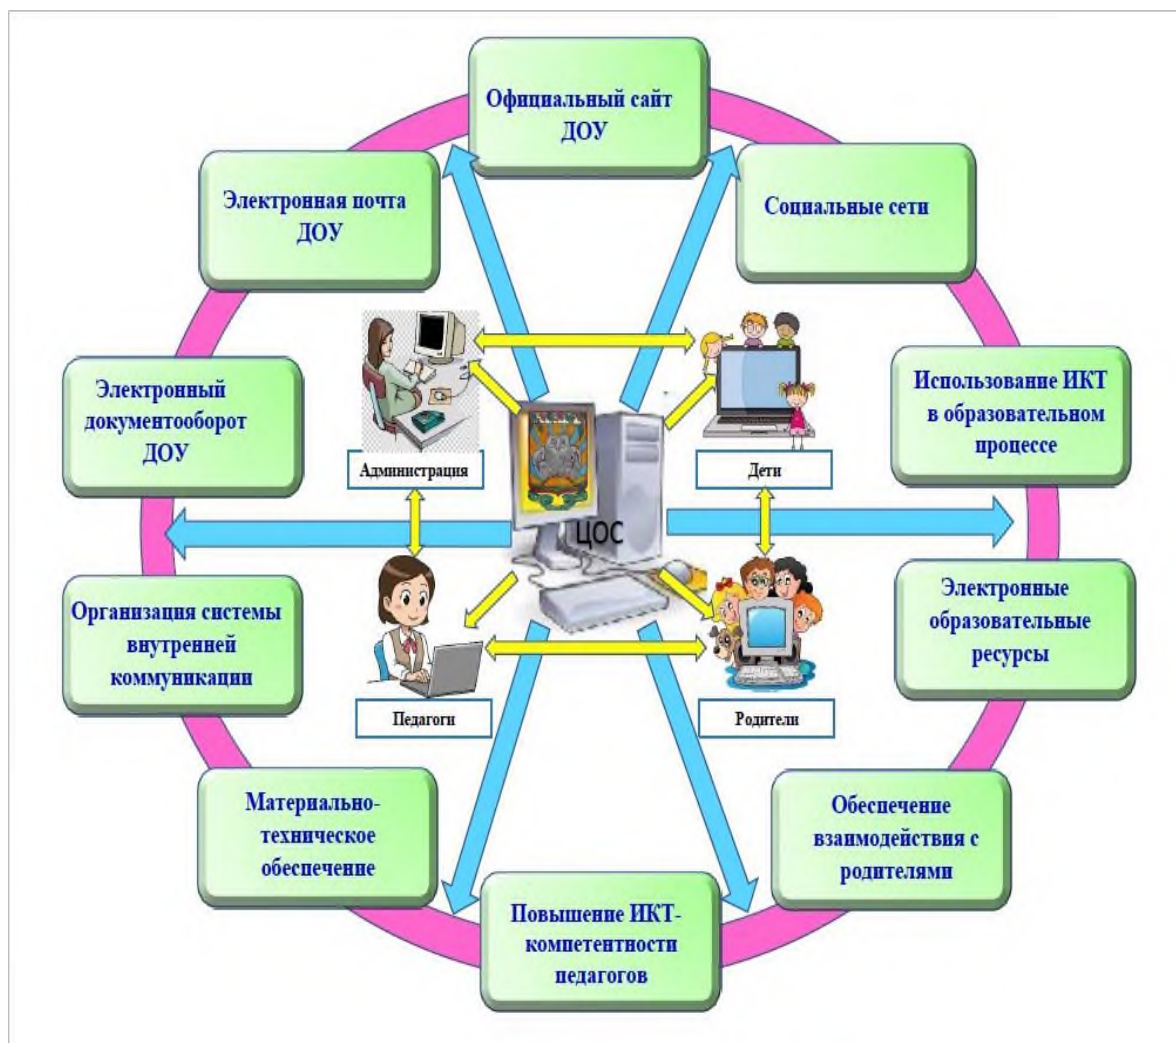 Официальный сайт
ДОУ
Электронная почта
ДОУ
Социальные сети
Электронный
документооборот
ДОУ
Использование ИКТ
в образовательном
процессе
Администрация
Дети
ЦОС
Организация системы
внутренней
коммуникации
Электронные
образовательные
ресурсы
Педагоги
Родители
Материально-
техническое
обеспечение
Обеспечение
взаимодействия с
родителями
Повышение ИКТ-
компетентности
педагогов